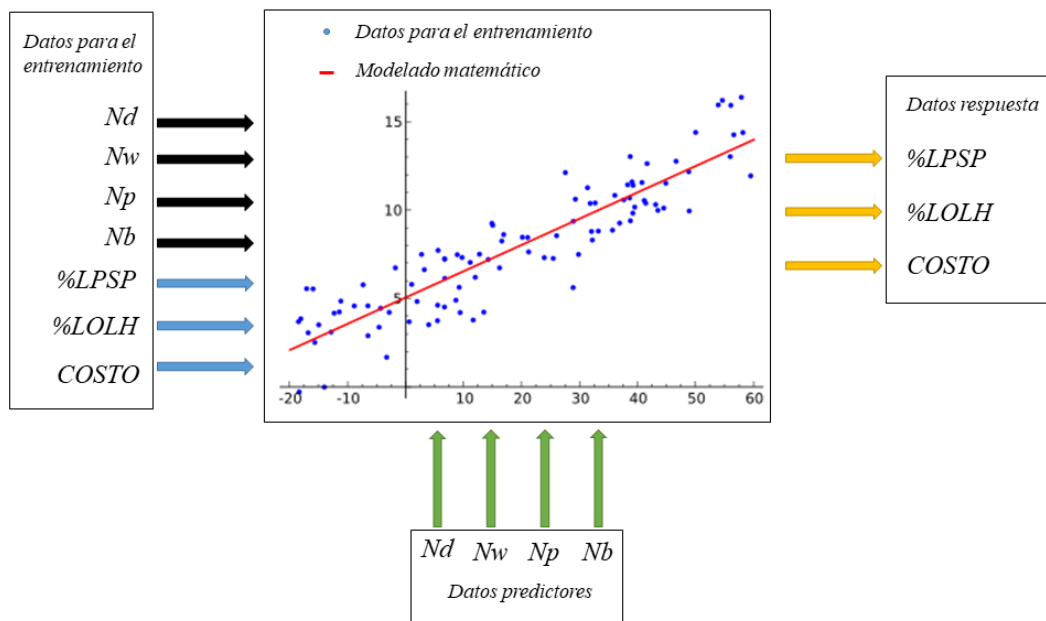 Datos para el
entrenamiento
Nd
Nw
Np
Nb
%LPSP
%LOLH
COSTO
Datos para el entrenamiento
Modelado matemático
15
10
5
-20 -10 10 20 30 40 50 60
Datos respuesta
%LPSP
%LOLH
COSTO
Nd Nw Np Nb
Datos predictores